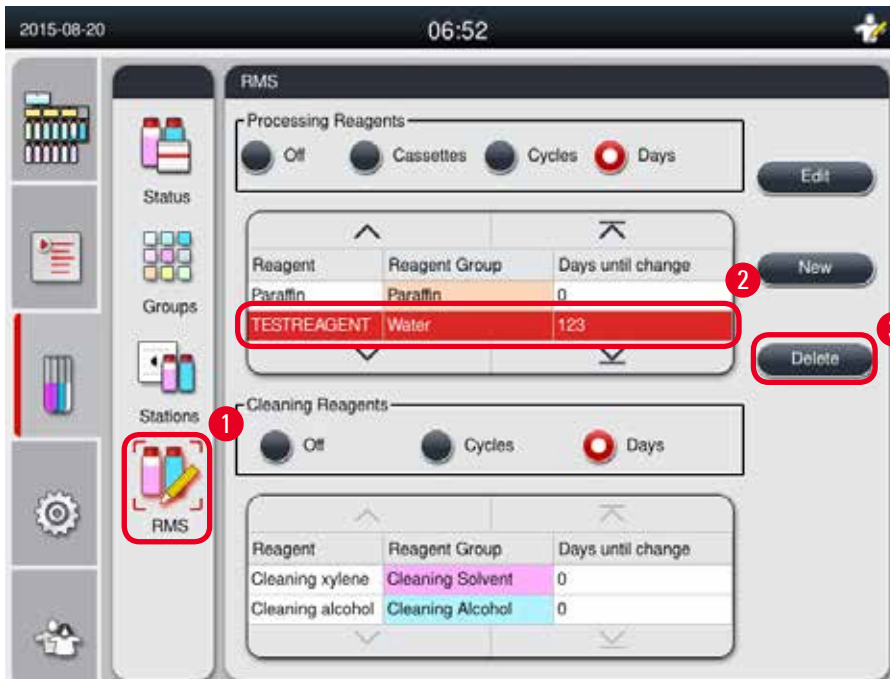 2015-08-20 06:52
RMS
Processing Reagents
Off Cassettes Cycles Days
Edit
Status
Reagent Reagent Group Days until change
2 New
Paraffin Paraffin 0
Groups
TESTREAGENT Water 123
Delete
Stations
1
Cleaning Reagents
Off Cycles Days
RMS
Reagent Reagent Group Days until change
Cleaning xylene Cleaning Solvent 0
Cleaning alcohol Cleaning Alcohol 0